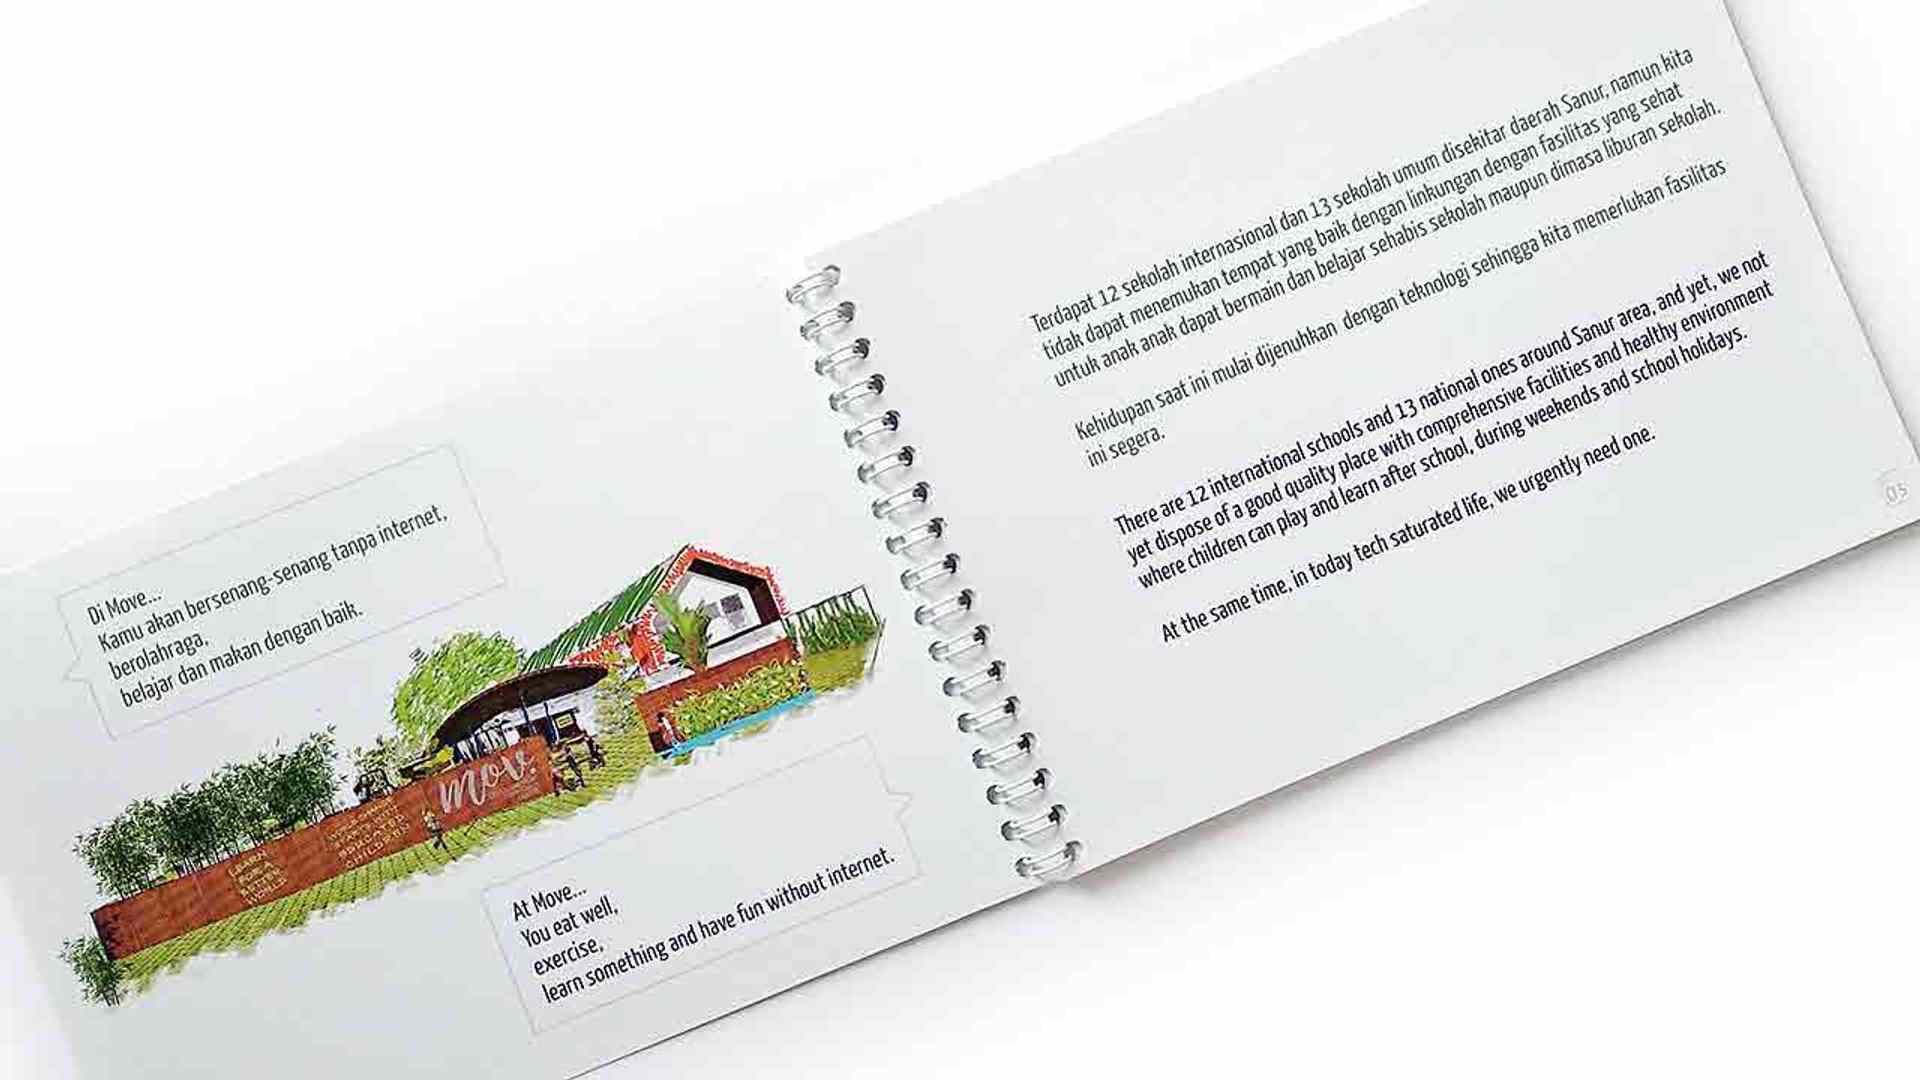 Di Move...
Kamu akan bersenang-senang tanpa internet,
berolahraga,
belajar dan makan dengan baik.
move.
LEARN
BUILD A
BETTER
WORLD
At Move...
You eat well,
exercise,
learn something and have fun without internet.
Terdapat 12 sekolah internasional dan 13 sekolah umum disekitar daerah Sanur, namun kita
tidak dapat menemukan tempat yang baik dengan linkungan dengan fasilitas yang sehat
untuk anak anak dapat bermain dan belajar sehabis sekolah maupun dimasa liburan sekolah.
Kehidupan saat ini mulai dijenuhkan dengan teknologi sehingga kita memerlukan fasilitas
ini segera.
There are 12 international schools and 13 national ones around Sanur area, and yet, we not
yet dispose of a good quality place with comprehensive facilities and healthy environment
where children can play and learn after school, during weekends and school holidays.
At the same time, in today tech saturated life, we urgently need one.
05